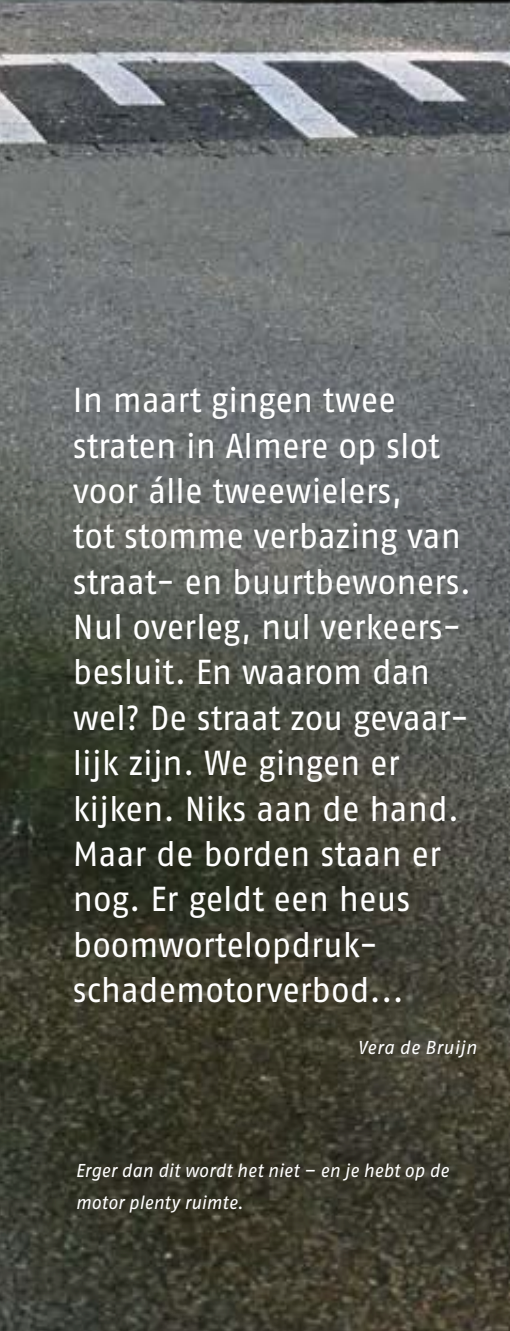 In maart gingen twee
straten in Almere op slot
voor álle tweewielers,
tot stomme verbazing van
straat- en buurtbewoners.
Nul overleg, nul verkeers-
besluit. En waarom dan
wel? De straat zou gevaar-
lijk zijn. We gingen er
kijken. Niks aan de hand.
Maar de borden staan er
nog. Er geldt een heus
boomwortelopdruk-
schademotorverbod...
Vera de Bruijn
Erger dan dit wordt het niet – en je hebt op de
motor plenty ruimte.